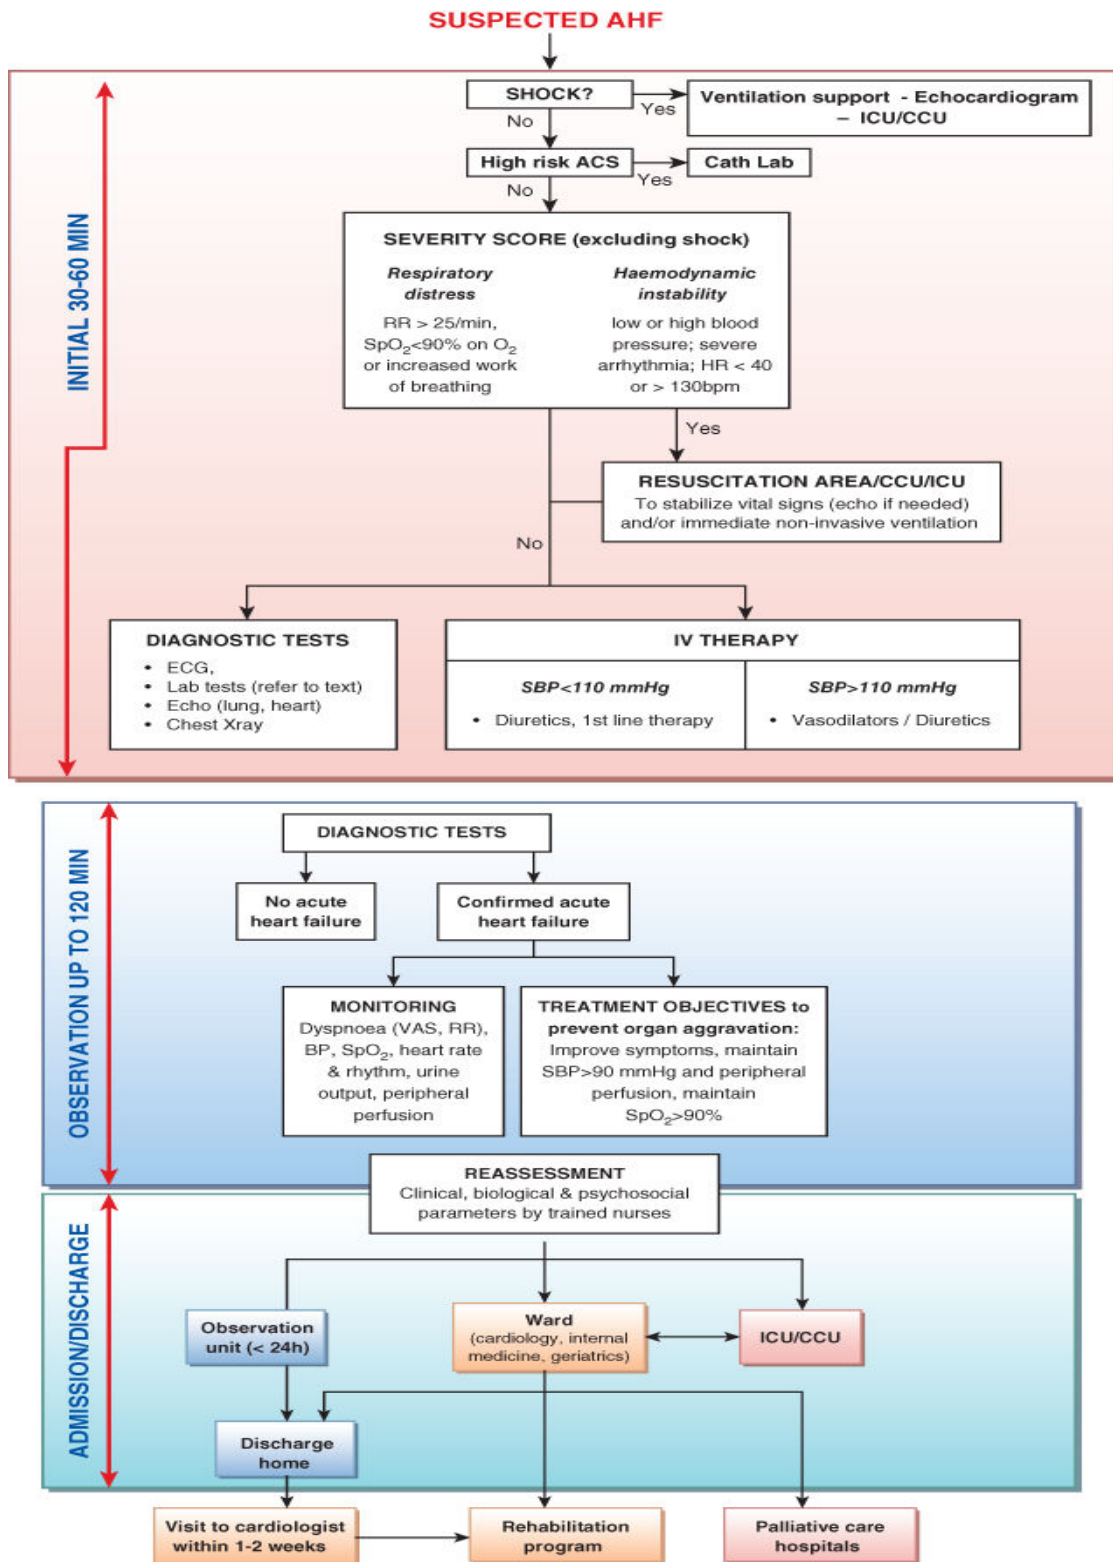 SUSPECTED AHF
INITIAL 30-60 MIN
SHOCK?
Yes
Ventilation support - Echocardiogram
– ICU/CCU
No
High risk ACS
Yes
Cath Lab
No
SEVERITY SCORE (excluding shock)
Respiratory
distress
RR > 25/min,
SpO2<90% on O2
or increased work
of breathing
Haemodynamic
instability
low or high blood
pressure; severe
arrhythmia; HR < 40
or > 130bpm
Yes
RESUSCITATION AREA/CCU/ICU
To stabilize vital signs (echo if needed)
and/or immediate non-invasive ventilation
No
DIAGNOSTIC TESTS
• ECG,
• Lab tests (refer to text)
• Echo (lung, heart)
• Chest Xray
IV THERAPY
SBP<110 mmHg
• Diuretics, 1st line therapy
SBP>110 mmHg
• Vasodilators / Diuretics
OBSERVATION UP TO 120 MIN
DIAGNOSTIC TESTS
No acute
heart failure
Confirmed acute
heart failure
MONITORING
Dyspnoea (VAS, RR),
BP, SpO2, heart rate
& rhythm, urine
output, peripheral
perfusion
TREATMENT OBJECTIVES to
prevent organ aggravation:
Improve symptoms, maintain
SBP>90 mmHg and peripheral
perfusion, maintain
SpO2>90%
REASSESSMENT
Clinical, biological & psychosocial
parameters by trained nurses
ADMISSION/DISCHARGE
Observation
unit (< 24h)
Ward
(cardiology, internal
medicine, geriatrics)
ICU/CCU
Discharge
home
Visit to cardiologist
within 1-2 weeks
Rehabilitation
program
Palliative care
hospitals